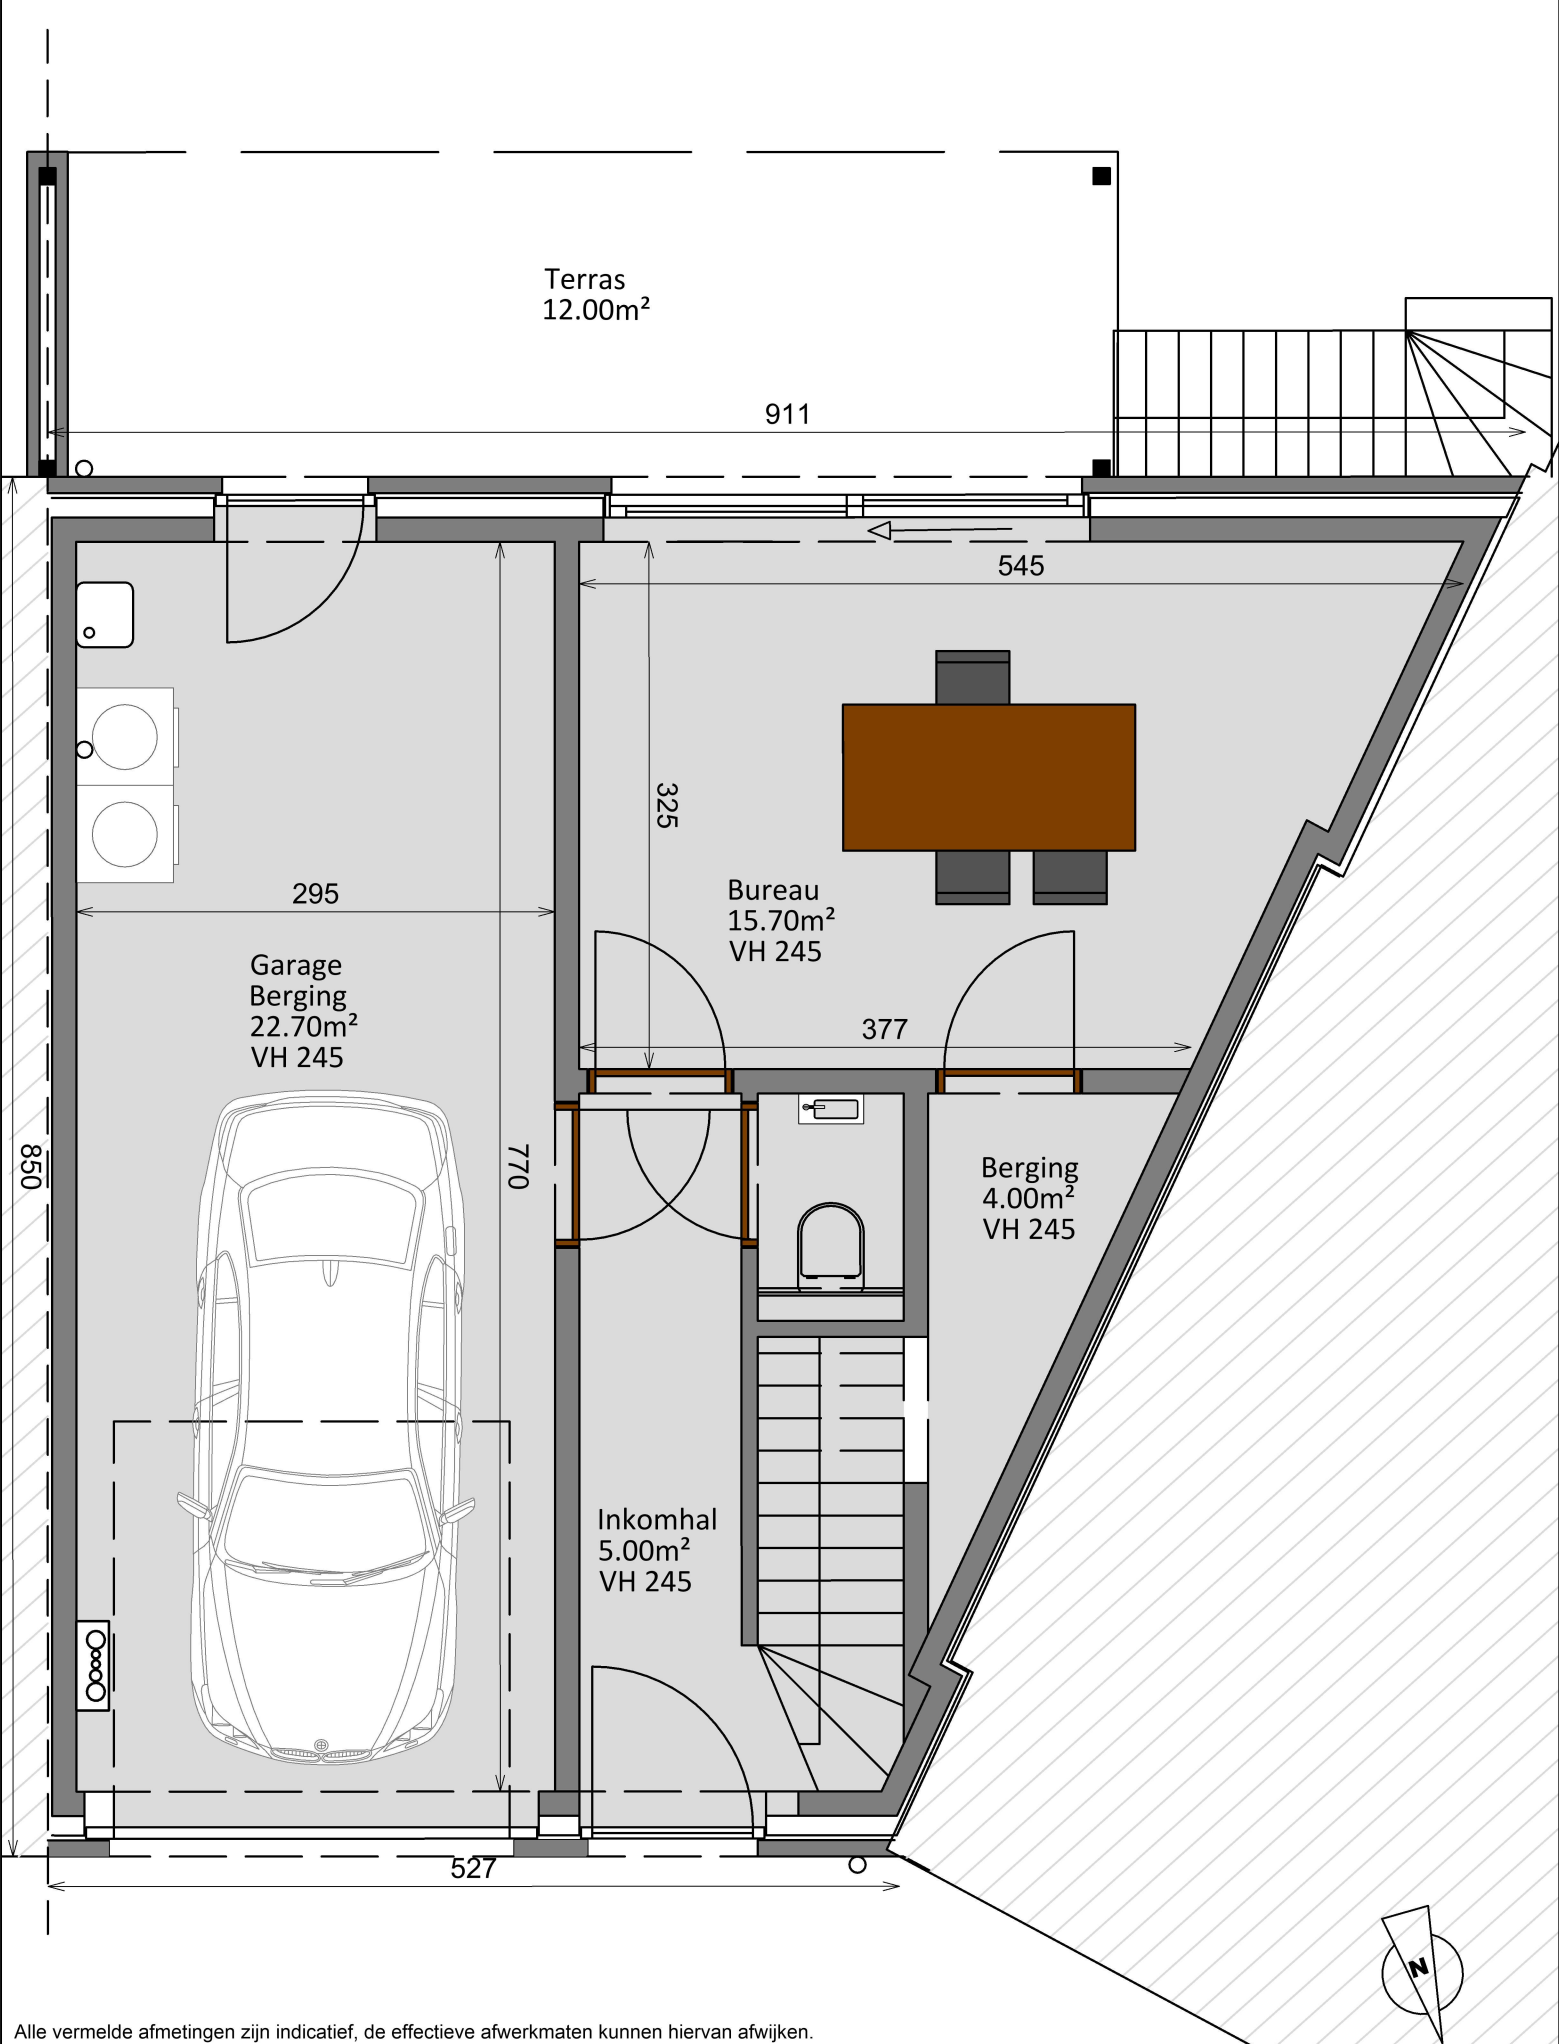 Terras
12.00m²
911
545
325
295
Bureau
15.70m²
VH 245
Garage
Berging
22.70m²
VH 245
377
850
770
Berging
4.00m²
VH 245
Inkomhal
5.00m²
VH 245
527
N
Alle vermelde afmetingen zijn indicatief, de effectieve afwerkmaten kunnen hiervan afwijken.